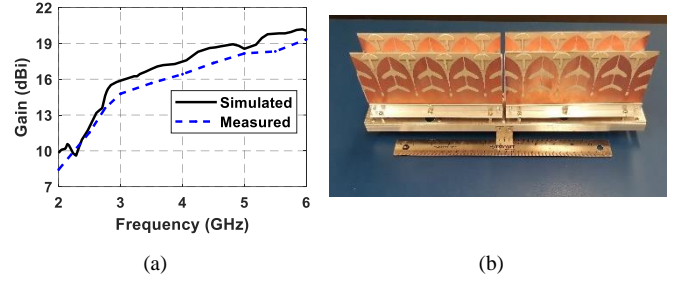 22
19
16
13
10
7
Gain (dBi)
Simulated
Measured
2
3
4
5
6
Frequency (GHz)
(a)
(b)